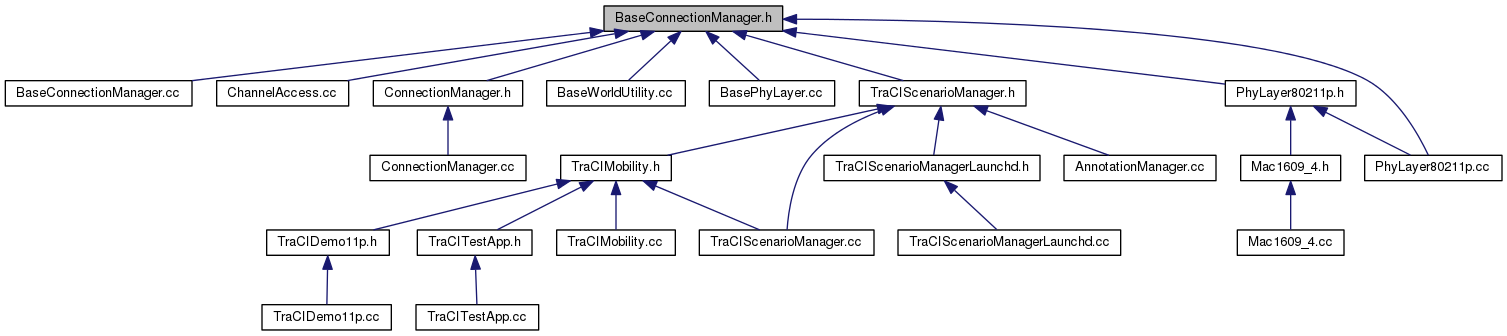 BaseConnectionManager.h
BaseConnectionManager.cc
ChannelAccess.cc
ConnectionManager.h
BaseWorldUtility.cc
BasePhyLayer.cc
TraCIScenarioManager.h
PhyLayer80211p.h
ConnectionManager.cc
TraCIMobility.h
TraCIScenarioManagerLaunchd.h
AnnotationManager.cc
Mac1609_4.h
PhyLayer80211p.cc
TraCIDemo11p.h
TraCITestApp.h
TraCIMobility.cc
TraCIScenarioManager.cc
TraCIScenarioManagerLaunchd.cc
Mac1609_4.cc
TraCIDemo11p.cc
TraCITestApp.cc